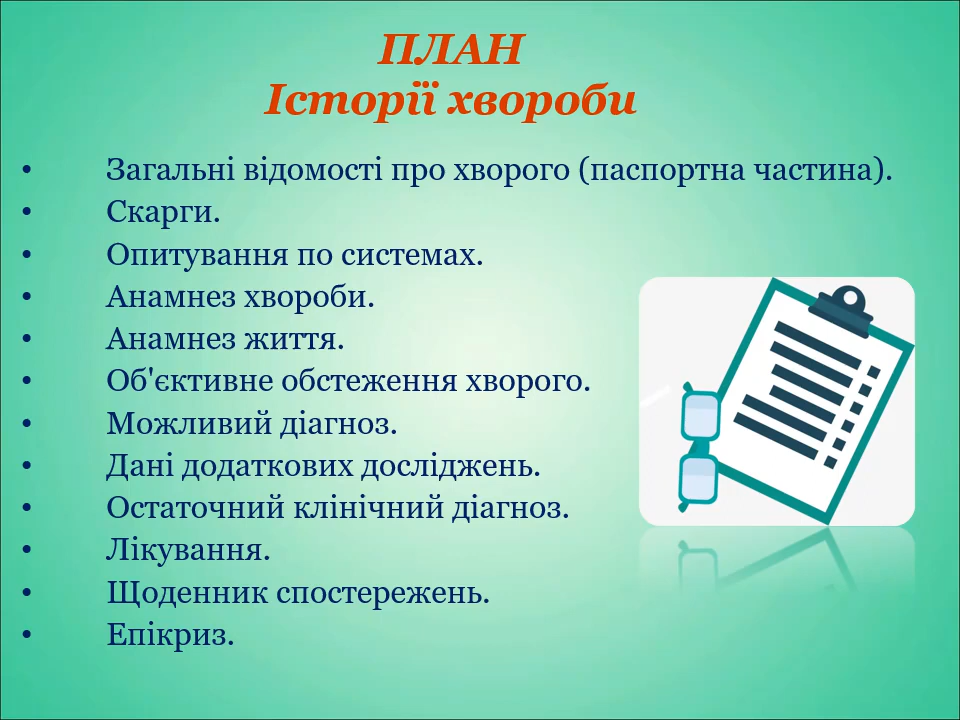 ПЛАН
Історії хвороби
• Загальні відомості про хворого (паспортна частина).
• Скарги.
• Опитування по системах.
• Анамнез хвороби.
• Анамнез життя.
• Об'єктивне обстеження хворого.
• Можливий діагноз.
• Дані додаткових досліджень.
• Остаточний клінічний діагноз.
• Лікування.
• Щоденник спостережень.
• Епікриз.